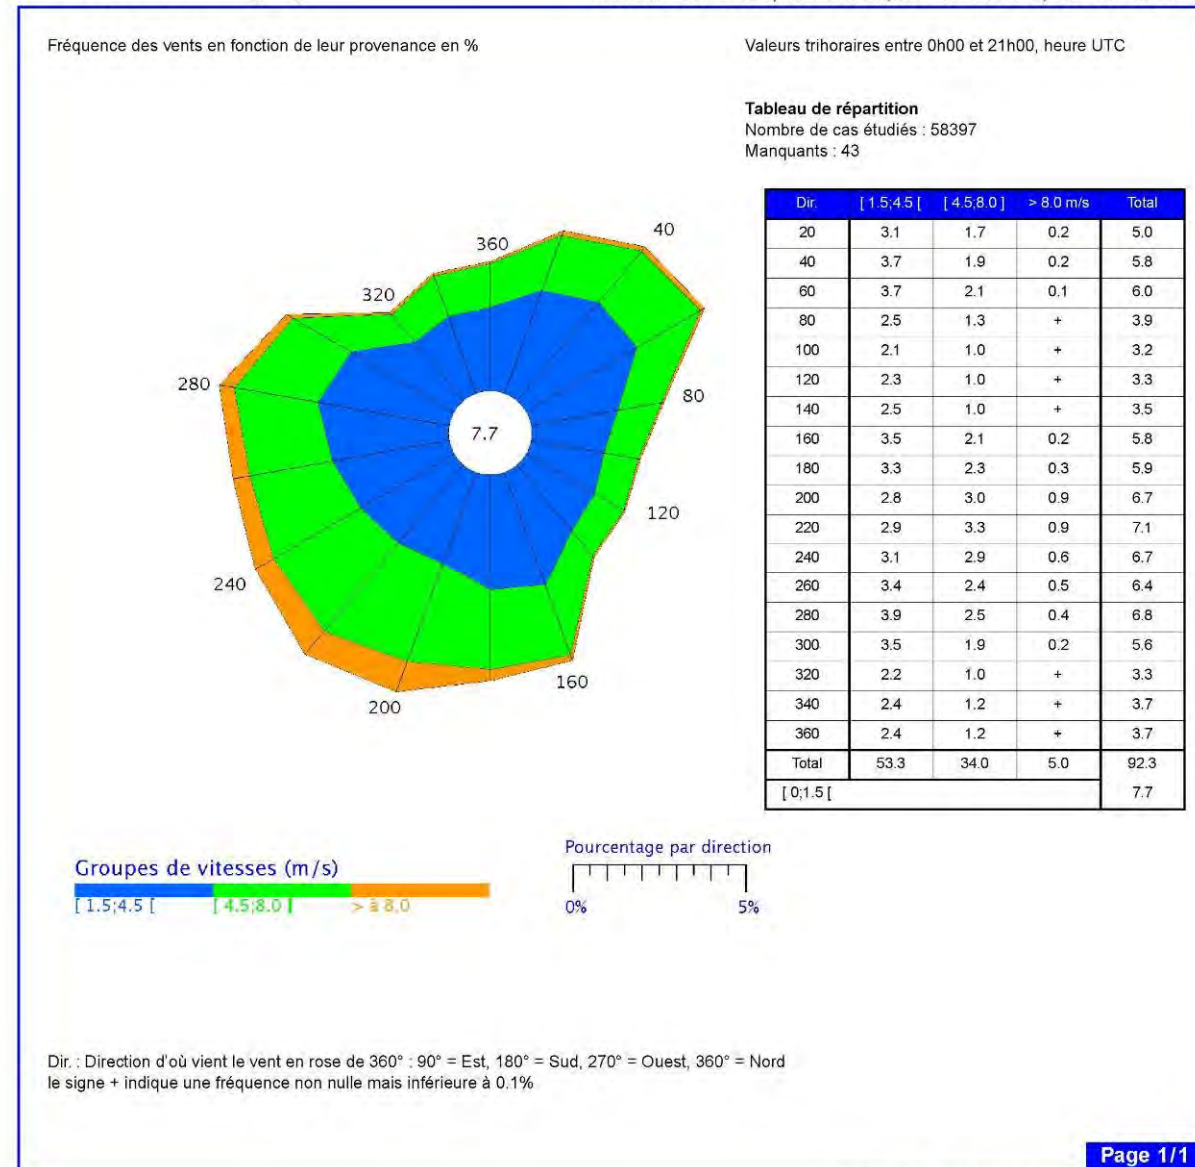 Fréquence des vents en fonction de leur provenance en %
Valeurs trihoraires entre 0h00 et 21h00, heure UTC
Tableau de répartition
Nombre de cas étudiés : 58397
Manquants : 43
Dir. [ 1.5;4.5 [ [ 4.5;8.0 ] > 8.0 m/s Total
20 3.1 1.7 0.2 5.0
40 3.7 1.9 0.2 5.8
60 3.7 2.1 0.1 6.0
80 2.5 1.3 + 3.9
100 2.1 1.0 + 3.2
120 2.3 1.0 + 3.3
140 2.5 1.0 + 3.5
160 3.5 2.1 0.2 5.8
180 3.3 2.3 0.3 5.9
200 2.8 3.0 0.9 6.7
220 2.9 3.3 0.9 7.1
240 3.1 2.9 0.6 6.7
260 3.4 2.4 0.5 6.4
280 3.9 2.5 0.4 6.8
300 3.5 1.9 0.2 5.6
320 2.2 1.0 + 3.3
340 2.4 1.2 + 3.7
360 2.4 1.2 + 3.7
Total 53.3 34.0 5.0 92.3
[ 0;1.5 [ 7.7
360
40
80
120
160
200
240
280
320
7.7
Groupes de vitesses (m/s)
[ 1.5;4.5 [ [ 4.5;8.0 ] > à 8.0
Pourcentage par direction
0% 5%
Dir. : Direction d'où vient le vent en rose de 360° : 90° = Est, 180° = Sud, 270° = Ouest, 360° = Nord
le signe + indique une fréquence non nulle mais inférieure à 0.1%
Page 1/1